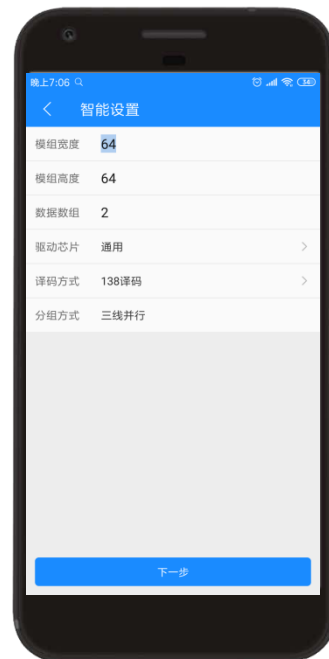 晚上7:06
34
智能设置
模组宽度 64
模组高度 64
数据数组 2
驱动芯片 通用
译码方式 138译码
分组方式 三线并行
下一步